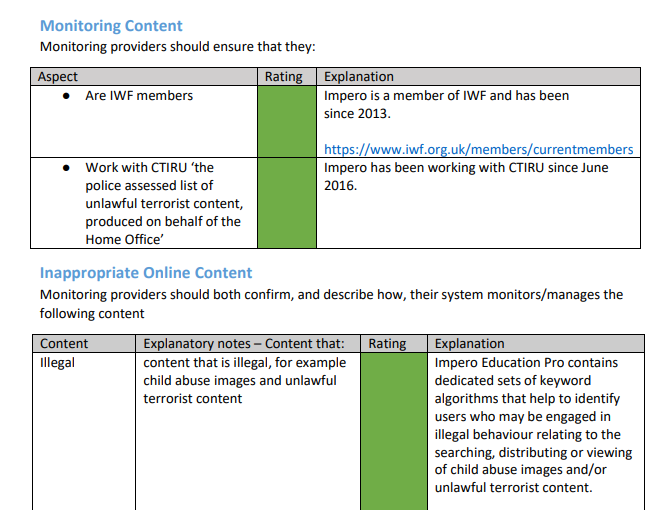 Monitoring Content
Monitoring providers should ensure that they:
Aspect Rating Explanation
● Are IWF members
Impero is a member of IWF and has been
since 2013.
https://www.iwf.org.uk/members/currentmembers
● Work with CTIRU ‘the
police assessed list of
unlawful terrorist content,
produced on behalf of the
Home Office’
Impero has been working with CTIRU since June
2016.
Inappropriate Online Content
Monitoring providers should both confirm, and describe how, their system monitors/manages the
following content
Content Explanatory notes – Content that: Rating Explanation
Illegal
content that is illegal, for example
child abuse images and unlawful
terrorist content
Impero Education Pro contains
dedicated sets of keyword
algorithms that help to identify
users who may be engaged in
illegal behaviour relating to the
searching, distributing or viewing
of child abuse images and/or
unlawful terrorist content.